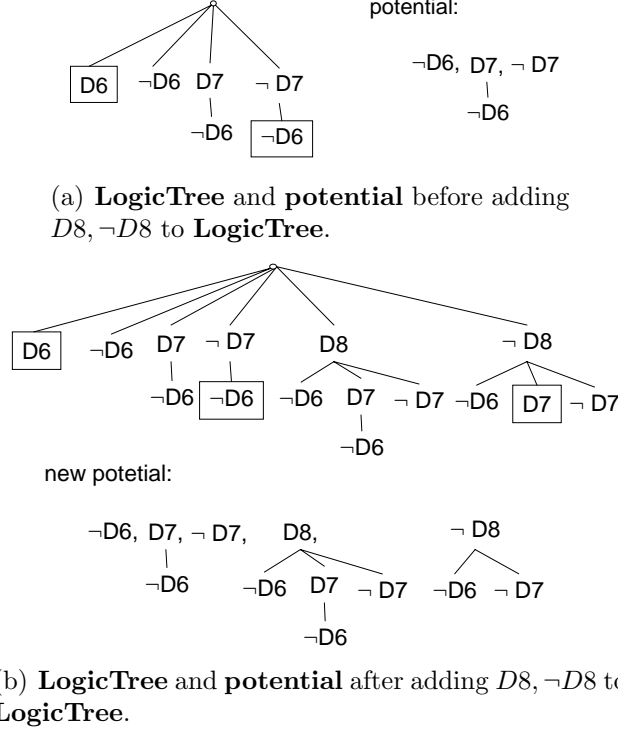 potential:
D6 ¬D6 D7 ¬ D7
¬D6 ¬D6
¬D6, D7, ¬ D7
¬D6
(a) LogicTree and potential before adding
D8, ¬D8 to LogicTree.
D6 ¬D6 D7 ¬ D7 D8 ¬ D8
¬D6 ¬D6 ¬D6 D7 ¬ D7 ¬D6 D7 ¬ D7
¬D6
new potetial:
¬D6, D7, ¬ D7, D8, ¬ D8
¬D6 ¬D6 D7 ¬ D7 ¬D6 ¬ D7
¬D6
b) LogicTree and potential after adding D8, ¬D8 to
LogicTree.